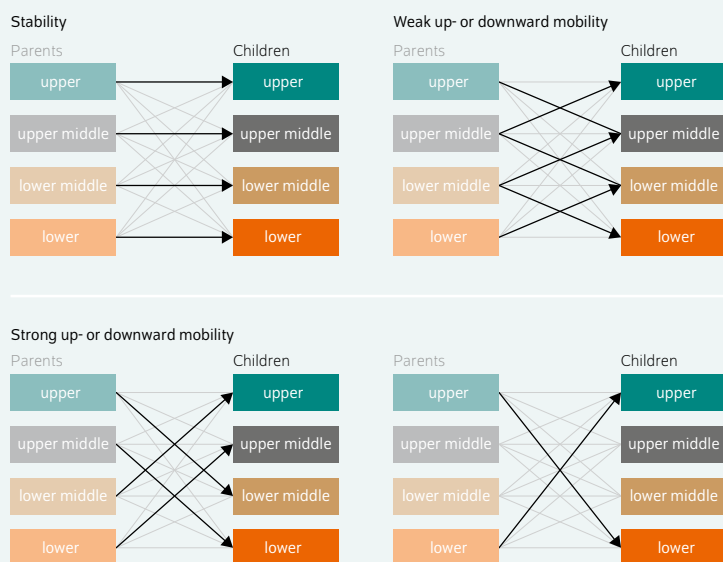 Stability
Parents Children
upper upper
upper middle upper middle
lower middle lower middle
lower lower
Weak up- or downward mobility
Parents Children
upper upper
upper middle upper middle
lower middle lower middle
lower lower
Strong up- or downward mobility
Parents Children
upper upper
upper middle upper middle
lower middle lower middle
lower lower
Parents Children
upper upper
upper middle upper middle
lower middle lower middle
lower lower